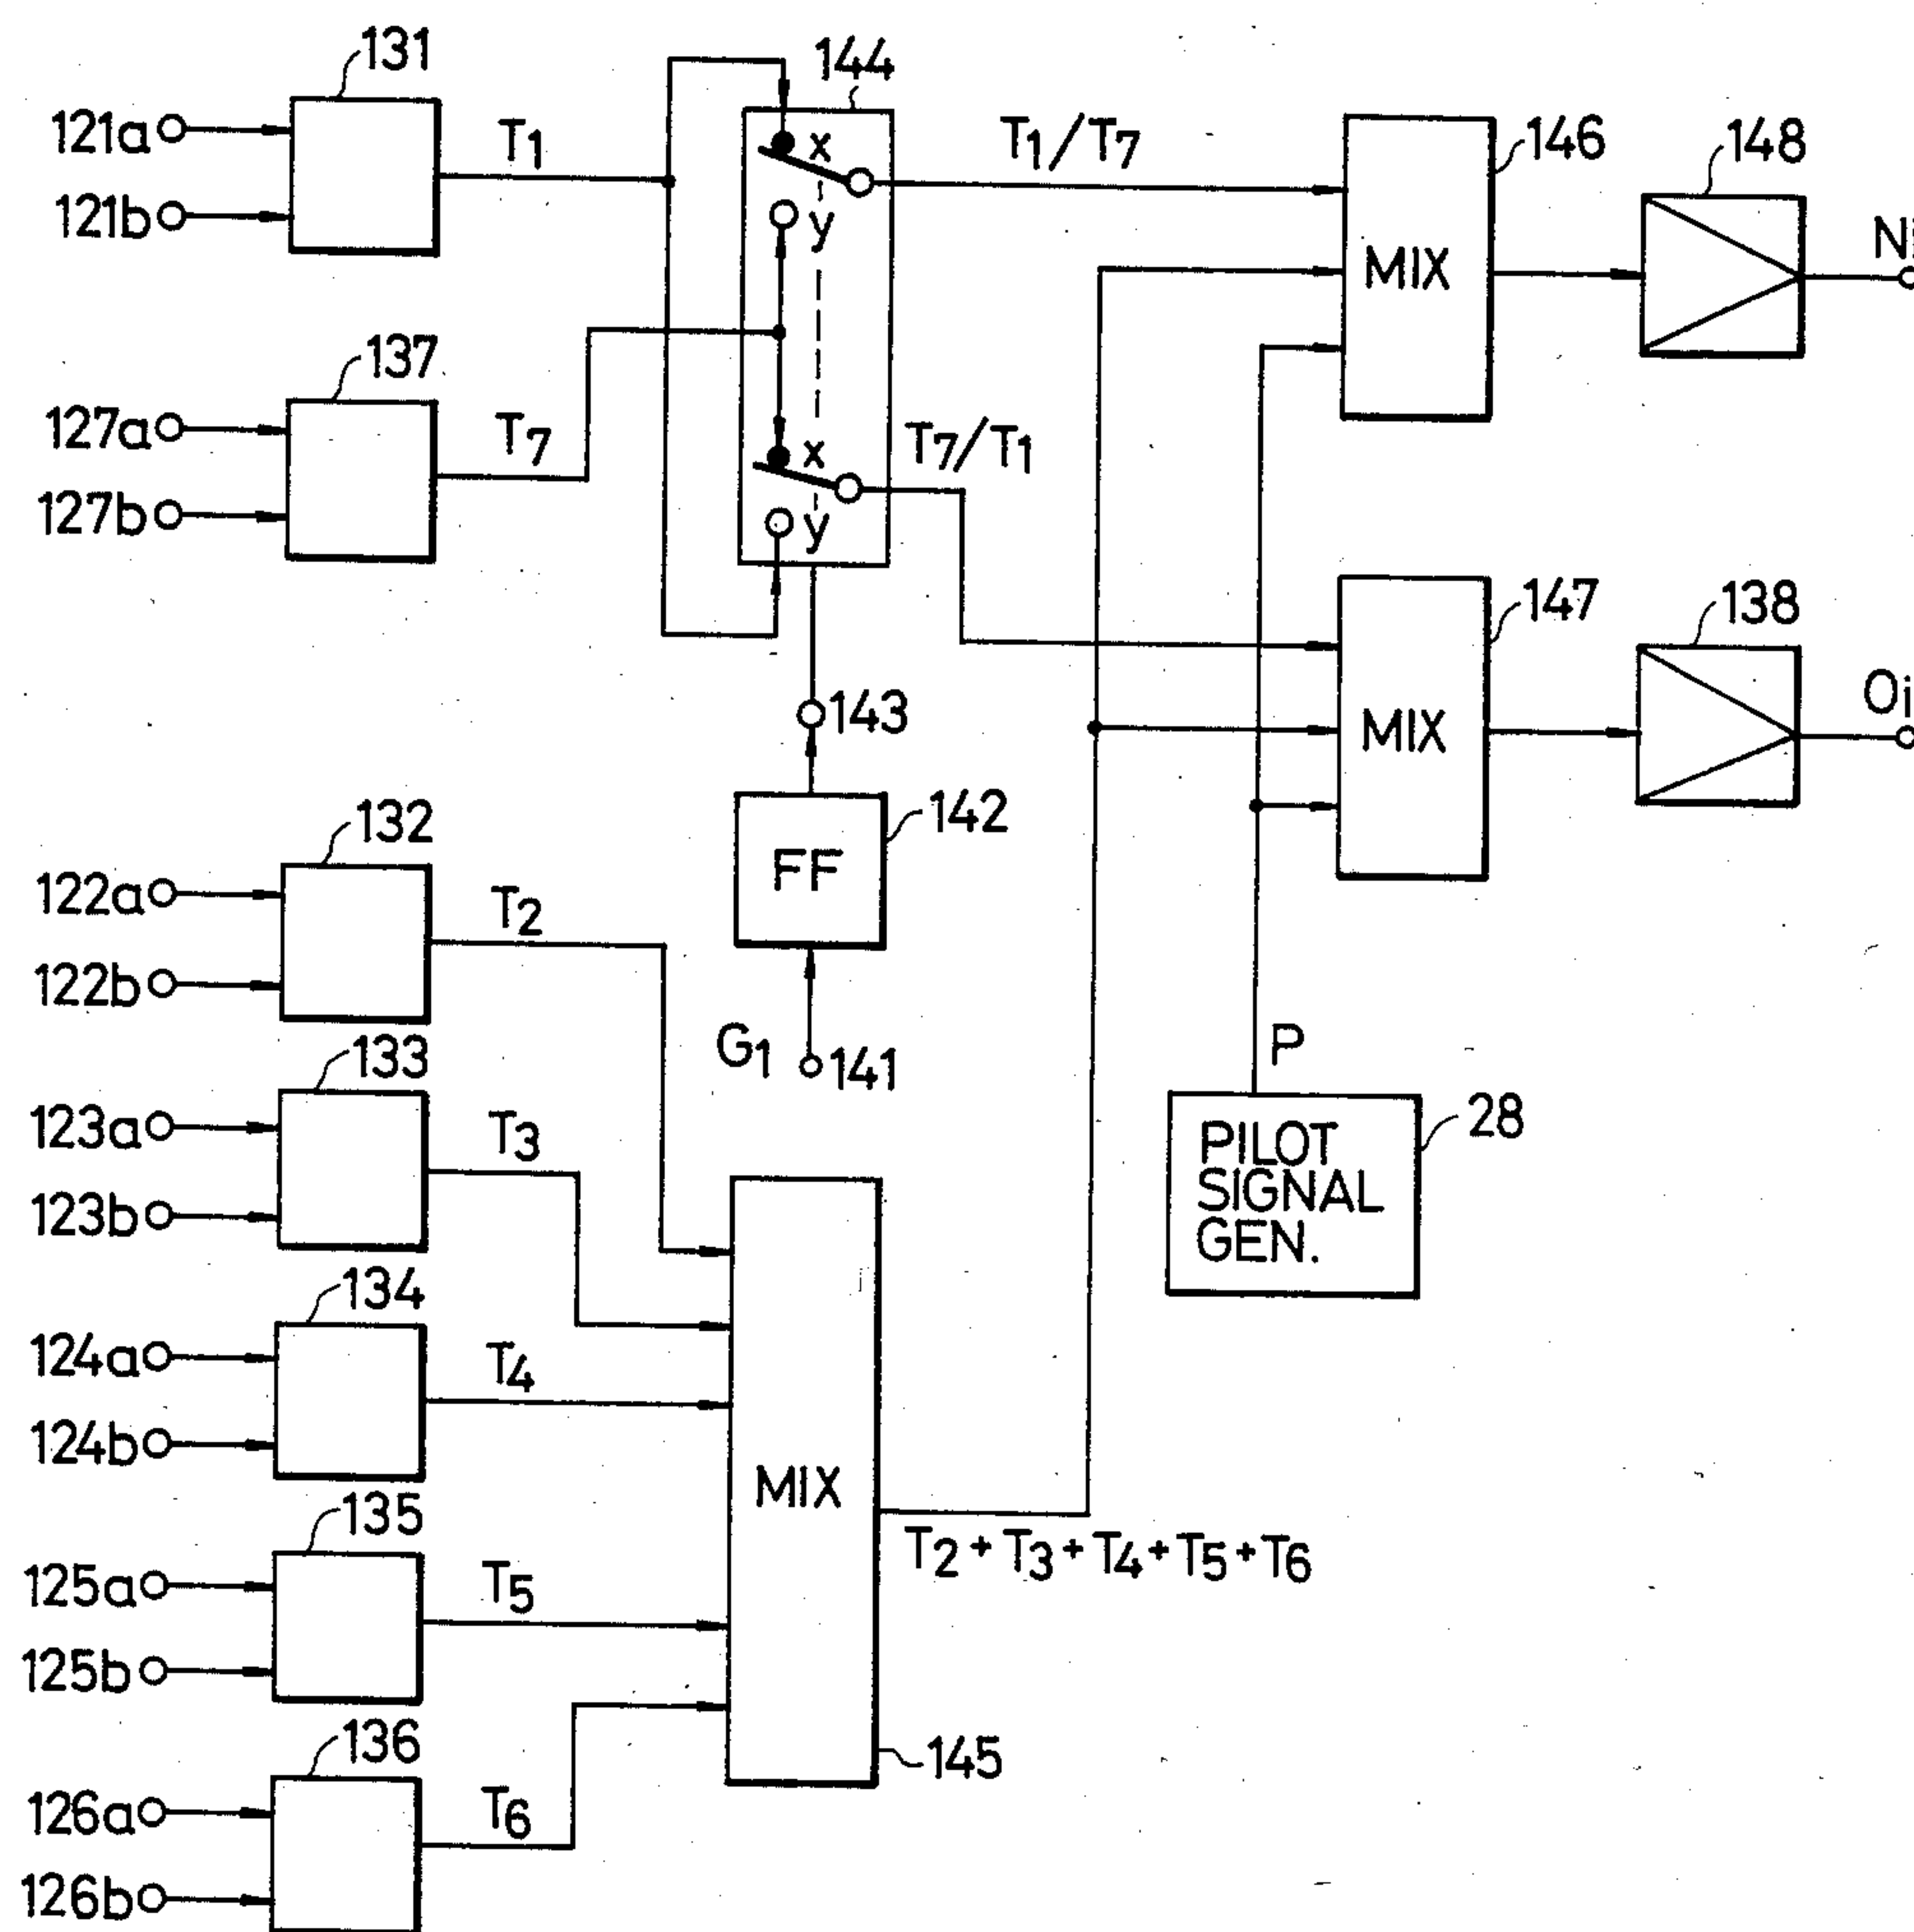 131
144
121a
T1
x
T1/T7
146
148
121b
y
MIX
Ni
137
127a
T7
x
T7/T1
127b
y
147
138
143
MIX
Oi
132
142
122a
T2
FF
122b
G1
141
P
133
123a
T3
28
PILOT
SIGNAL
GEN.
123b
134
124a
T4
124b
MIX
135
T2+T3+T4+T5+T6
125a
T5
125b
136
145
126a
T6
126b